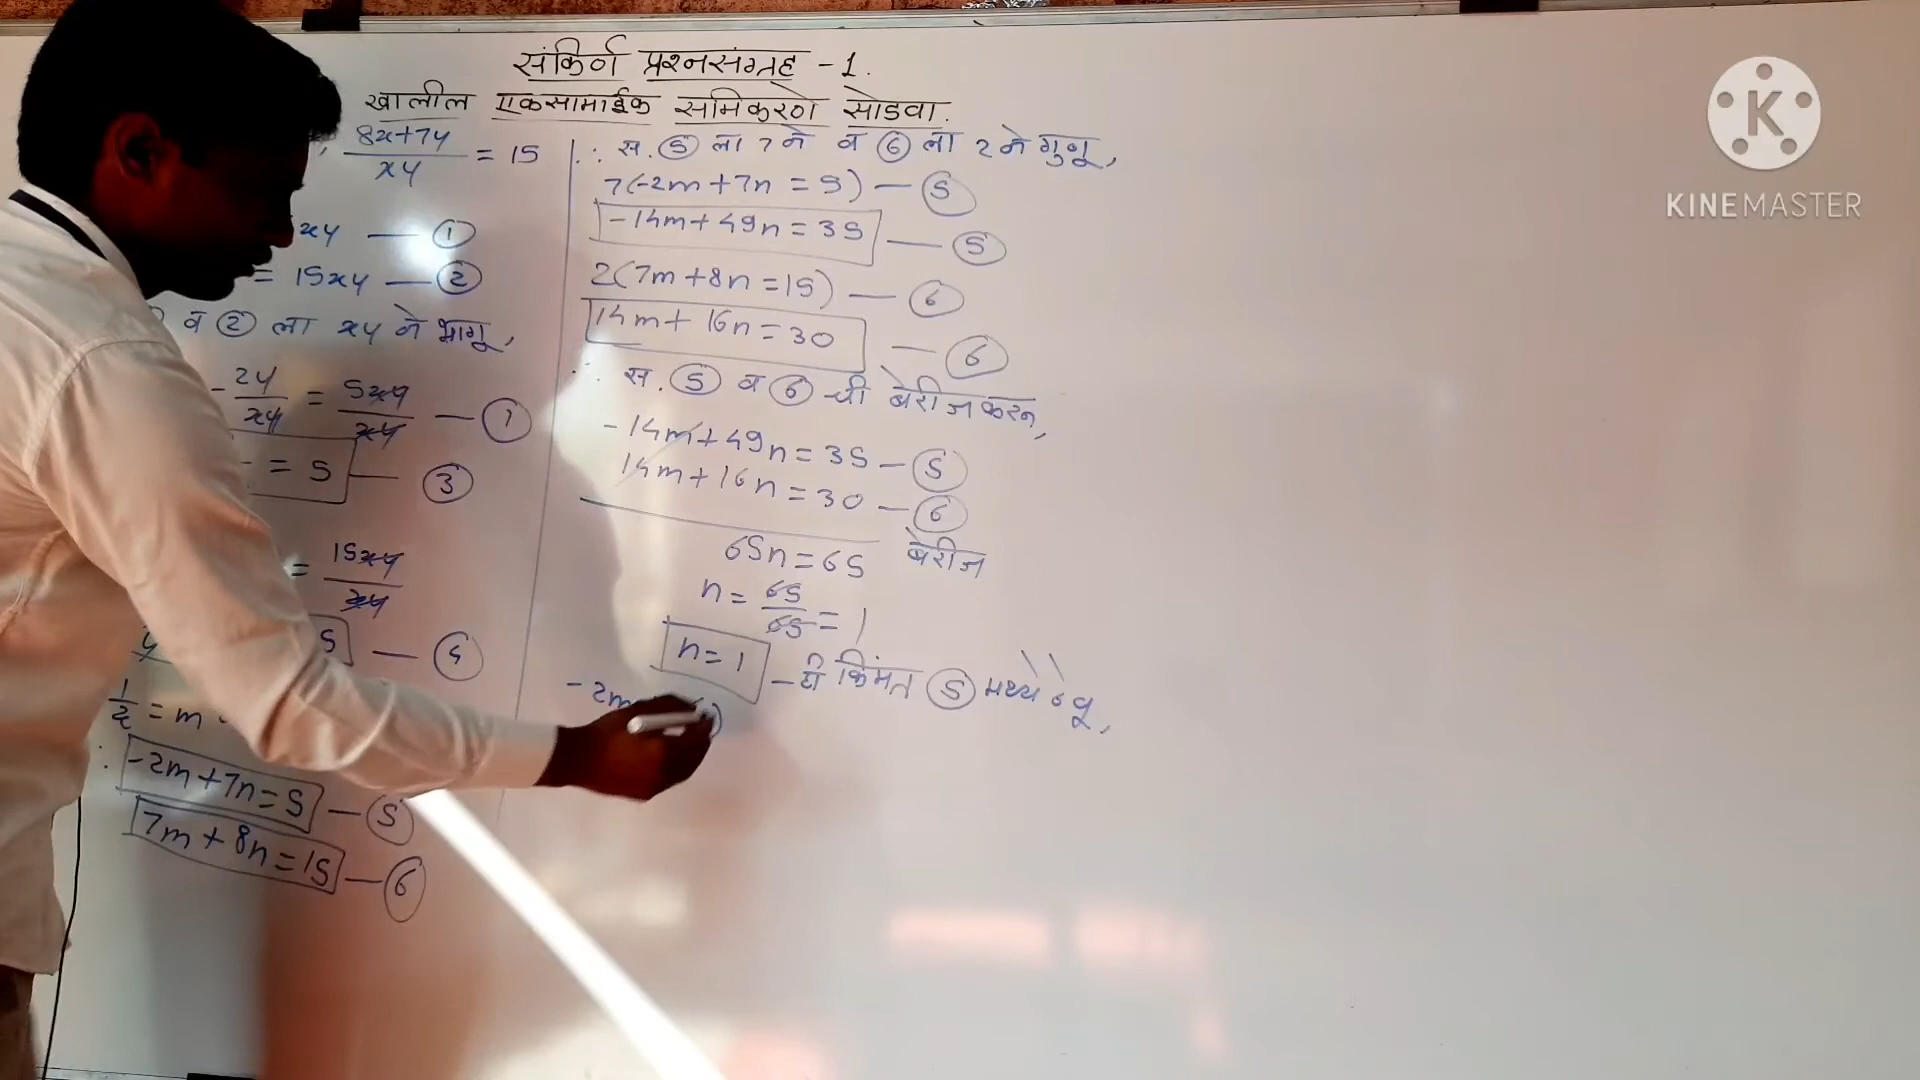 संकिर्ण प्रश्नसंग्रह - 1.
खालील एकसामाईक समिकरणे सोडवा.
, 8x+7y / xy = 15
xy — ①
= 15xy — ②
व ② ला xy ने भागू,
- 2y/xy = 5xy/xy — ①
= 5 — ③
= 15xy/xy
5 — ④
1/x = m
∴ -2m+7n=5 — ⑤
7m+8n=15 — ⑥
∴ स. ⑤ ला 7 ने व ⑥ ला 2 ने गुणू,
7(-2m+7n=5) — ⑤
-14m+49n=35 — ⑤
2(7m+8n=15) — ⑥
14m+16n=30 — ⑥
∴ स. ⑤ व ⑥ ची बेरीज करुन,
-14m+49n=35 — ⑤
14m+16n=30 — ⑥
65n=65 बेरीज
n = 65/65 = 1
n=1 - ही किंमत ⑤ मध्ये ठेवू,
-2m
K
KINEMASTER